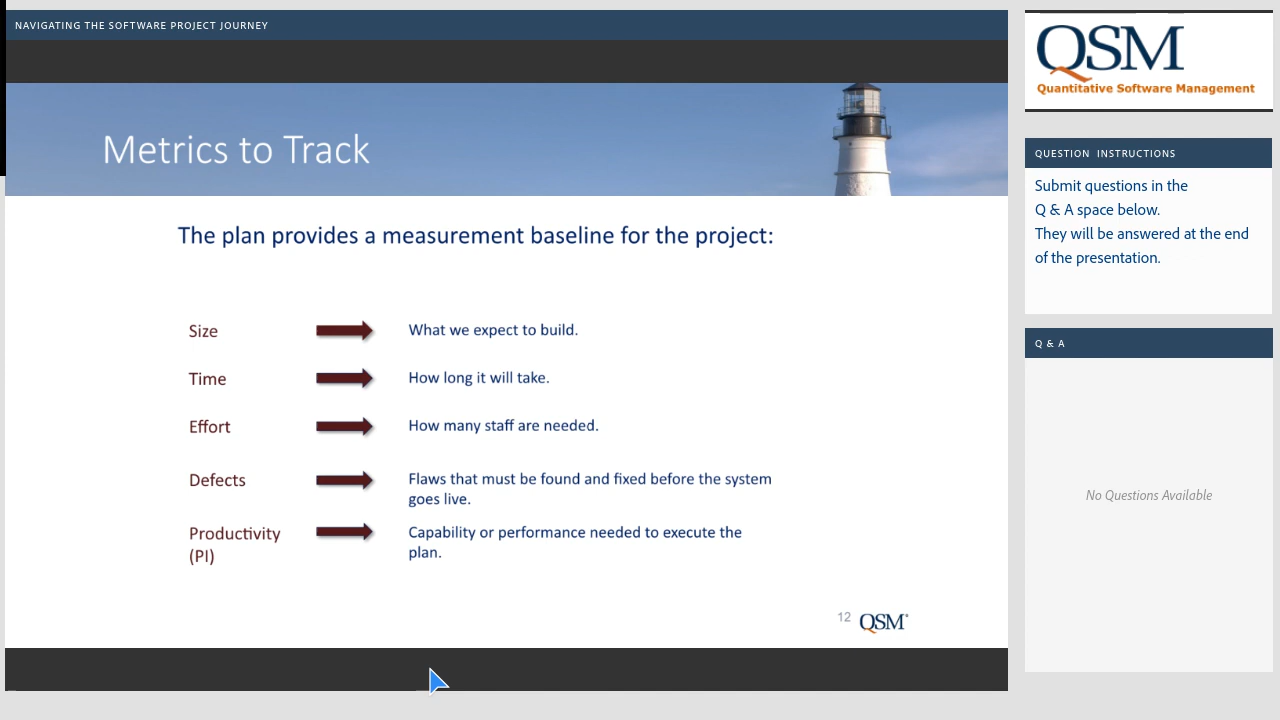 NAVIGATING THE SOFTWARE PROJECT JOURNEY
Metrics to Track
The plan provides a measurement baseline for the project:
Size
What we expect to build.
Time
How long it will take.
Effort
How many staff are needed.
Defects
Flaws that must be found and fixed before the system
goes live.
Productivity
(PI)
Capability or performance needed to execute the
plan.
12
QSM
QSM
Quantitative Software Management
QUESTION INSTRUCTIONS
Submit questions in the
Q & A space below.
They will be answered at the end
of the presentation.
Q & A
No Questions Available